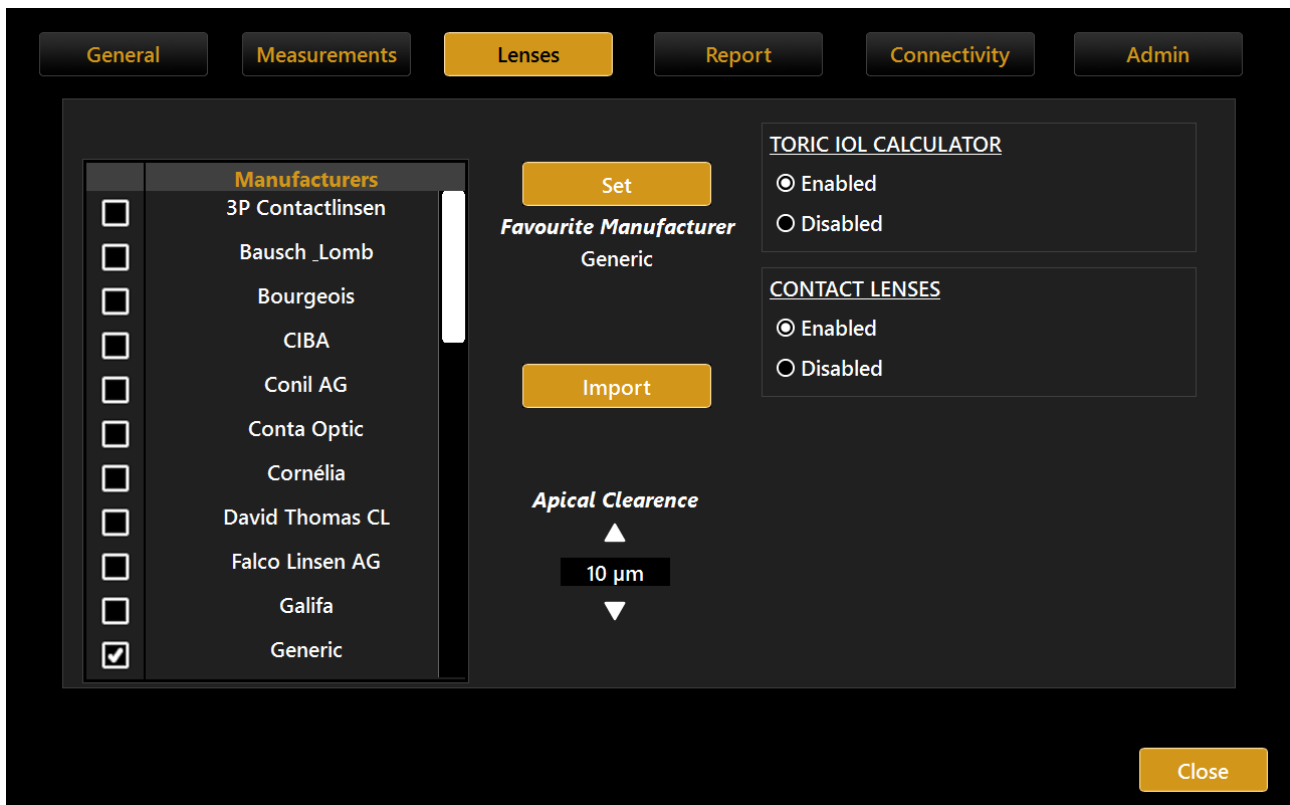 General
Measurements
Lenses
Report
Connectivity
Admin
Manufacturers
3P Contactlinsen
Bausch _Lomb
Bourgeois
CIBA
Conil AG
Conta Optic
Cornélia
David Thomas CL
Falco Linsen AG
Galifa
Generic
Set
Favourite Manufacturer
Generic
Import
Apical Clearence
10 µm
TORIC IOL CALCULATOR
Enabled
Disabled
CONTACT LENSES
Enabled
Disabled
Close